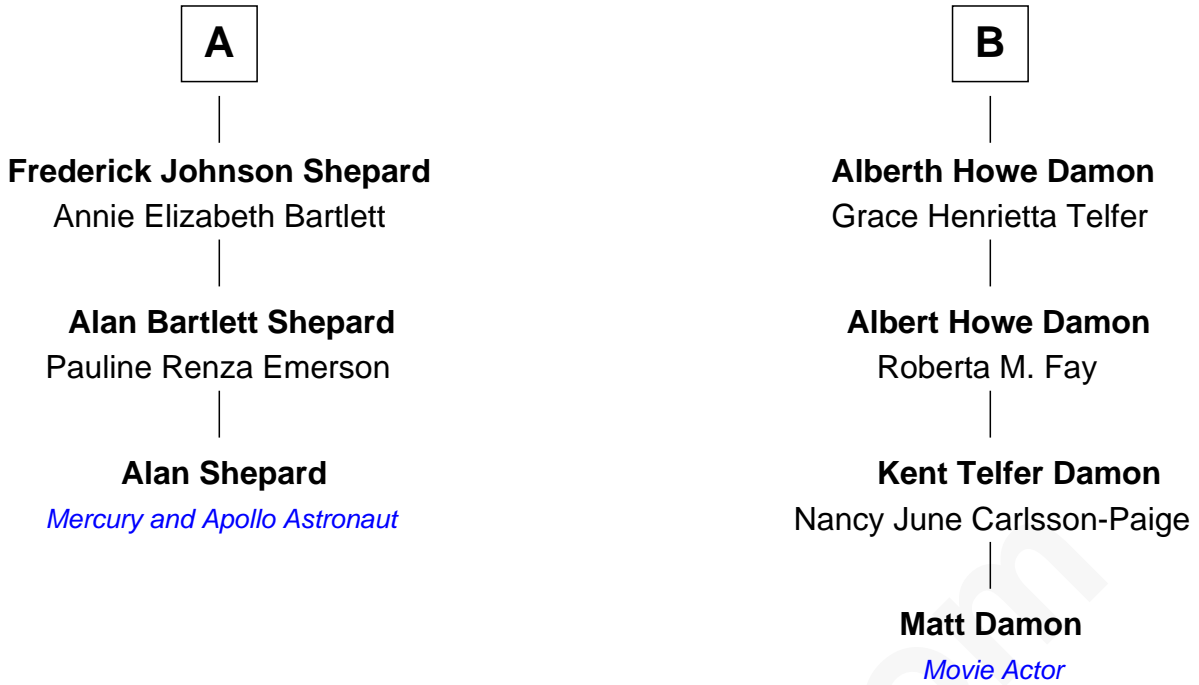 A
Frederick Johnson Shepard
Annie Elizabeth Bartlett
Alan Bartlett Shepard
Pauline Renza Emerson
Alan Shepard
Mercury and Apollo Astronaut
B
Alberth Howe Damon
Grace Henrietta Telfer
Albert Howe Damon
Roberta M. Fay
Kent Telfer Damon
Nancy June Carlsson-Paige
Matt Damon
Movie Actor